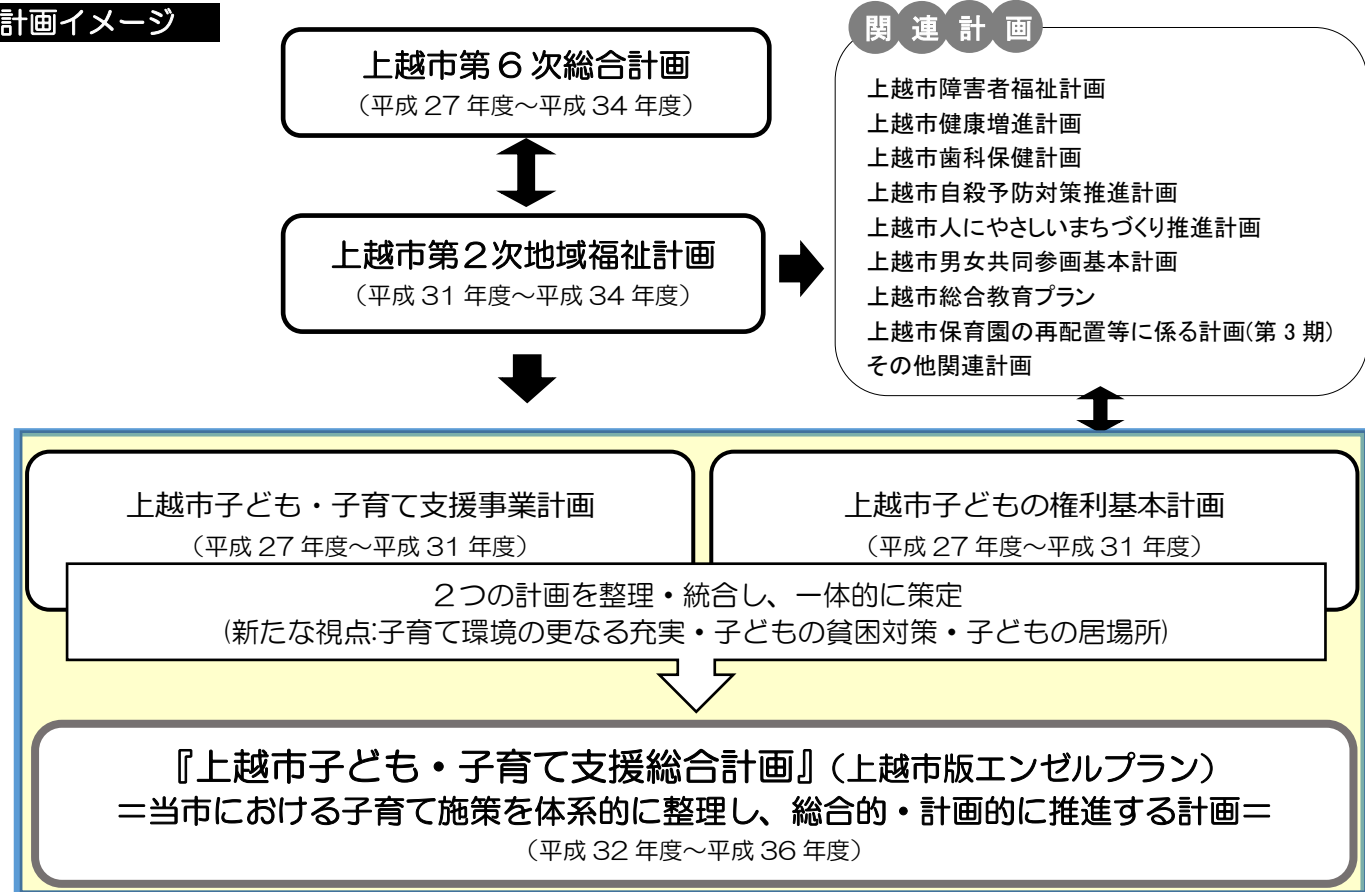 計画イメージ
上越市第６次総合計画
（平成 27 年度～平成 34 年度）
上越市第２次地域福祉計画
（平成 31 年度～平成 34 年度）
関連計画
上越市障害者福祉計画
上越市健康増進計画
上越市歯科保健計画
上越市自殺予防対策推進計画
上越市人にやさしいまちづくり推進計画
上越市男女共同参画基本計画
上越市総合教育プラン
上越市保育園の再配置等に係る計画(第 3 期)
その他関連計画
上越市子ども・子育て支援事業計画
（平成 27 年度～平成 31 年度）
上越市子どもの権利基本計画
（平成 27 年度～平成 31 年度）
２つの計画を整理・統合し、一体的に策定
(新たな視点:子育て環境の更なる充実・子どもの貧困対策・子どもの居場所)
『上越市子ども・子育て支援総合計画』（上越市版エンゼルプラン）
＝当市における子育て施策を体系的に整理し、総合的・計画的に推進する計画＝
（平成 32 年度～平成 36 年度）